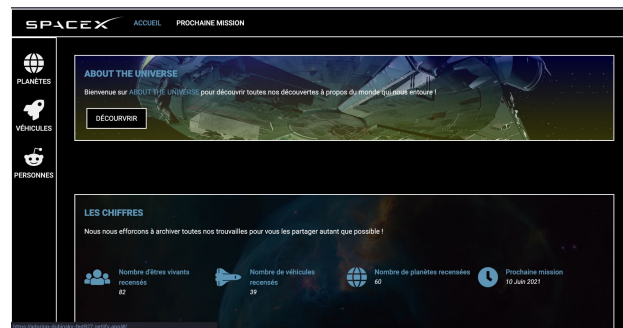 SPACEX
ACCUEIL
PROCHAINE MISSION
PLANÈTES
VÉHICULES
PERSONNES
ABOUT THE UNIVERSE
Bienvenue sur ABOUT THE UNIVERSE pour découvrir toutes nos découvertes à propos du monde qui nous entoure !
DÉCOURVRIR
LES CHIFFRES
Nous nous efforcons à archiver toutes nos trouvailles pour vous les partager autant que possible !
Nombre d'êtres vivants
recensés
82
Nombre de véhicules
recensés
39
Nombre de planètes recensées
60
Prochaine mission
10 Juin 2021